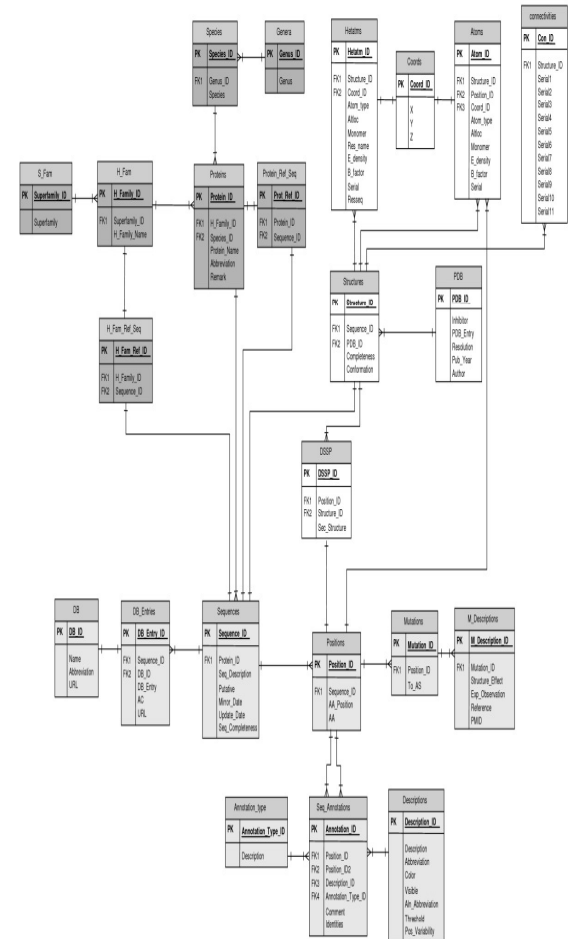 Species
PK Species_ID
FK1 Genus_ID
Species
Genera
PK Genus_ID
Genus
Hetatms
PK Hetatm_ID
FK1 Structure_ID
FK2 Coord_ID
Atom_type
Altloc
Monomer
Res_name
E_density
B_factor
Serial
Resseq
Coords
PK Coord_ID
X
Y
Z
Atoms
PK Atom_ID
FK1 Structure_ID
FK2 Position_ID
FK3 Coord_ID
Atom_type
Altloc
Monomer
E_density
B_factor
Serial
connectivities
PK Con_ID
FK1 Structure_ID
Serial1
Serial2
Serial3
Serial4
Serial5
Serial6
Serial7
Serial8
Serial9
Serial10
Serial11
S_Fam
PK Superfamily_ID
Superfamily
H_Fam
PK H_Family_ID
FK1 Superfamily_ID
H_Family_Name
Proteins
PK Protein_ID
FK1 H_Family_ID
FK2 Species_ID
Protein_Name
Abbreviation
Remark
Protein_Ref_Seq
PK Prot_Ref_ID
FK1 Protein_ID
FK2 Sequence_ID
H_Fam_Ref_Seq
PK H_Fam_Ref_ID
FK1 H_Family_ID
FK2 Sequence_ID
Structures
PK Structure_ID
FK1 Sequence_ID
FK2 PDB_ID
Completeness
Conformation
PDB
PK PDB_ID
Inhibitor
PDB_Entry
Resolution
Pub_Year
Author
DSSP
PK DSSP_ID
FK1 Position_ID
FK2 Structure_ID
Sec_Structure
DB
PK DB_ID
Name
Abbreviation
URL
DB_Entries
PK DB_Entry_ID
FK1 Sequence_ID
FK2 DB_ID
DB_Entry
AC
URL
Sequences
PK Sequence_ID
FK1 Protein_ID
Seq_Description
Putative
Mirror_Date
Update_Date
Seq_Completeness
Positions
PK Position_ID
FK1 Sequence_ID
AA_Position
AA
Mutations
PK Mutation_ID
FK1 Position_ID
To_AS
M_Descriptions
PK M_Description_ID
FK1 Mutation_ID
Structure_Effect
Exp_Observation
Reference
PMID
Annotation_type
PK Annotation_Type_ID
Description
Seq_Annotations
PK Annotation_ID
FK1 Position_ID
FK2 Position_ID2
FK3 Description_ID
FK4 Annotation_Type_ID
Comment
Identities
Descriptions
PK Description_ID
Description
Abbreviation
Color
Visible
Aln_Abbreviation
Threshold
Pos_Variability